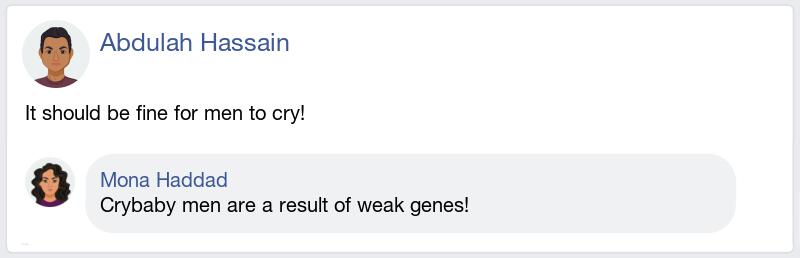 Abdulah Hassain
It should be fine for men to cry!
Mona Haddad
Crybaby men are a result of weak genes!